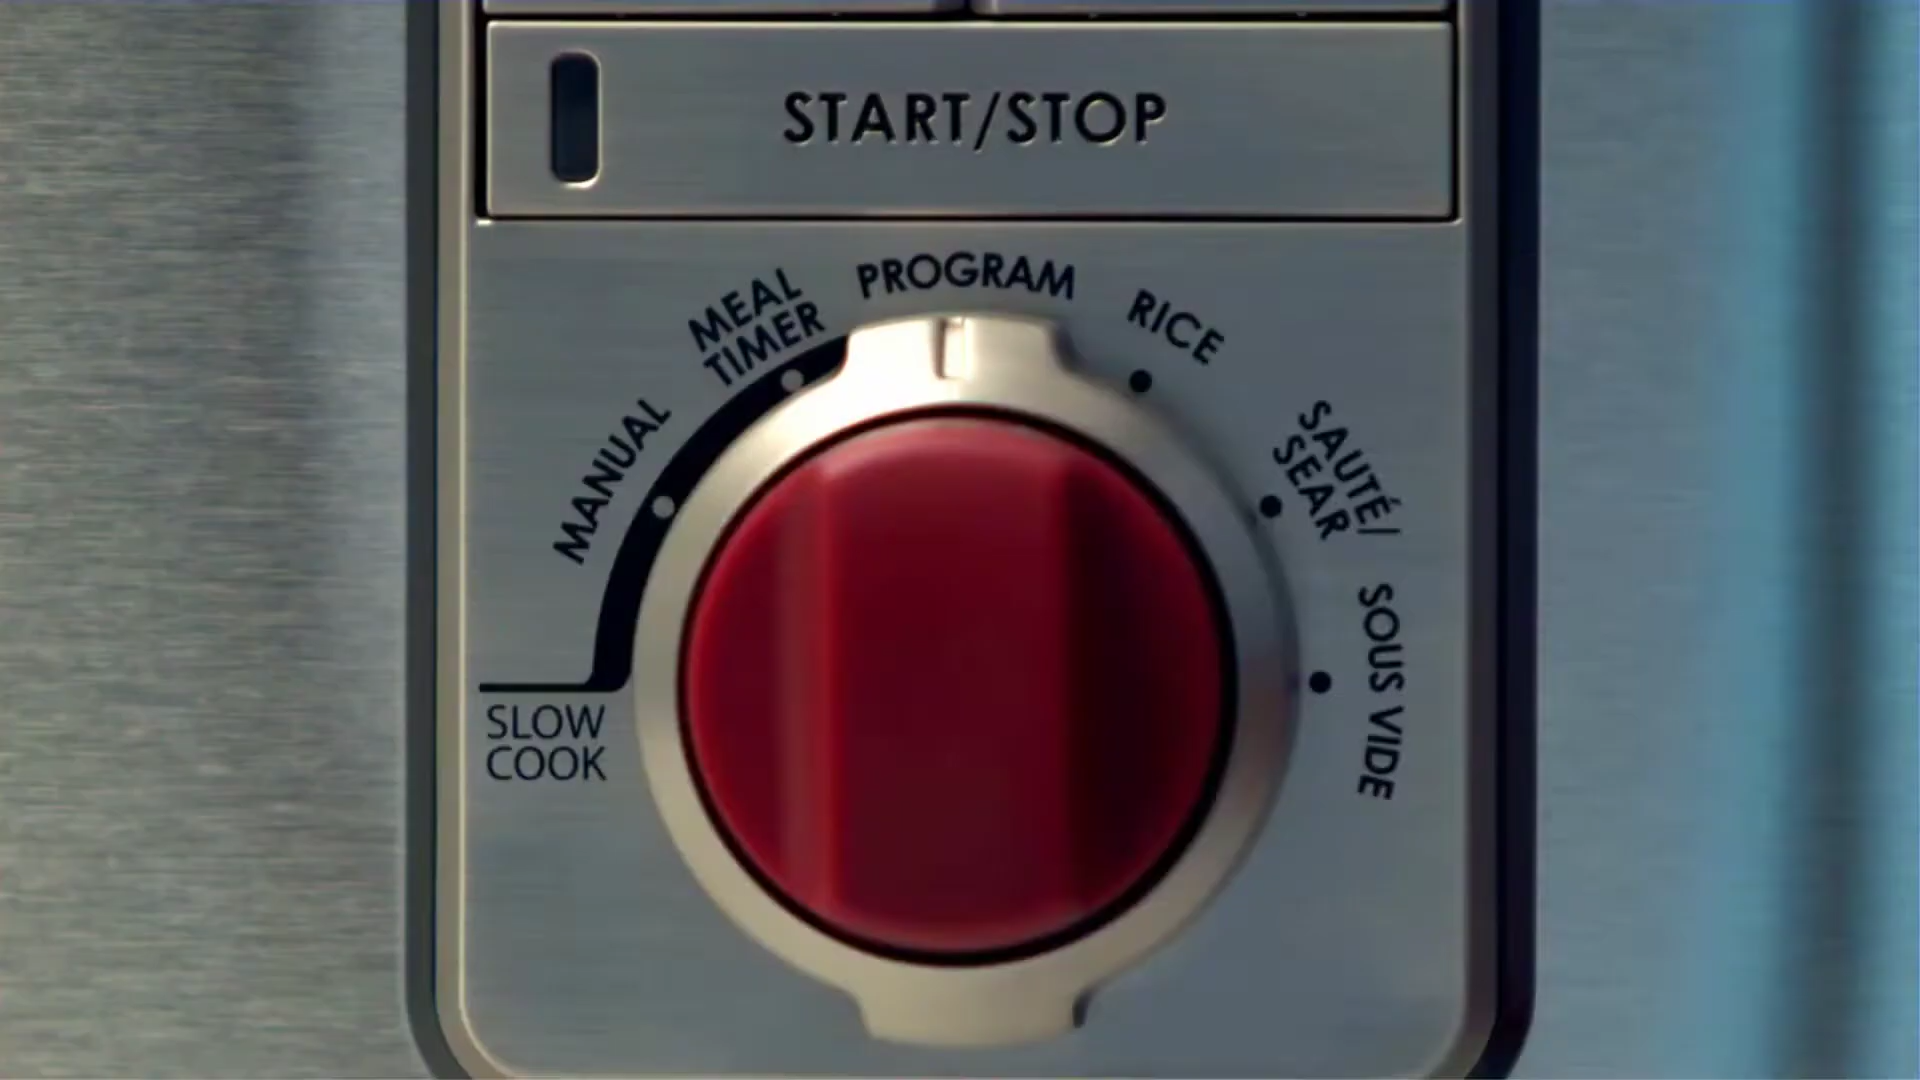 START/STOP
PROGRAM
MEAL
TIMER
RICE
MANUAL
SAUTÉ/
SEAR
SOUS VIDE
SLOW
COOK